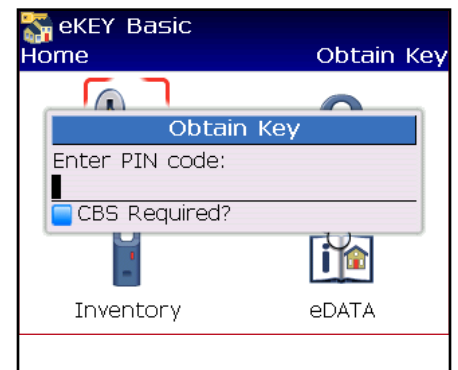 eKEY Basic
Home Obtain Key
Obtain Key
Enter PIN code:
CBS Required?
Inventory eDATA